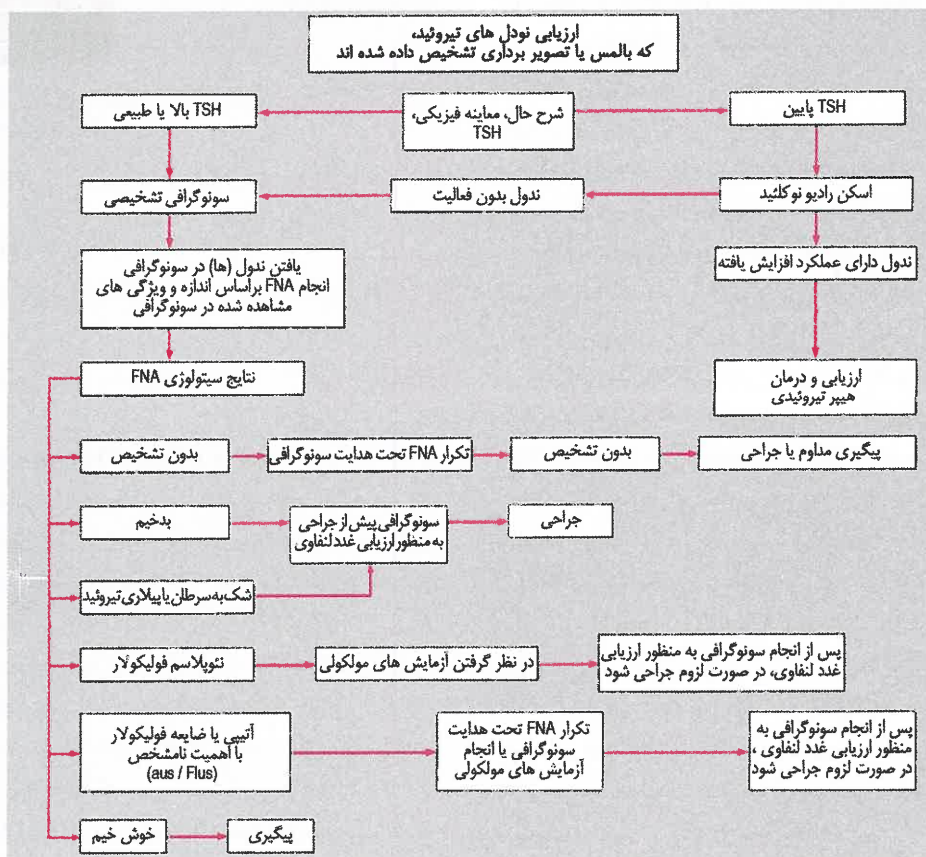 ارزیابی نودل های تیروئید،
که بالمس یا تصویر برداری تشخیص داده شده اند
TSH پایین
شرح حال، معاینه فیزیکی،
TSH
TSH بالا یا طبیعی
اسکن رادیو نوکلئید
ندول بدون فعالیت
سونوگرافی تشخیصی
ندول دارای عملکرد افزایش یافته
یافتن ندول (ها) در سونوگرافی
انجام FNA براساس اندازه و ویژگی های
مشاهده شده در سونوگرافی
ارزیابی و درمان
هیپر تیروئیدی
نتایج سیتولوژی FNA
بدون تشخیص
تکرار FNA تحت هدایت سونوگرافی
بدون تشخیص
پیگیری مداوم یا جراحی
بدخیم
سونوگرافی پیش از جراحی
به منظور ارزیابی غدد لنفاوی
جراحی
شک به سرطان پاپیلاری تیروئید
نئوپلاسم فولیکولار
در نظر گرفتن آزمایش های مولکولی
پس از انجام سونوگرافی به منظور ارزیابی
غدد لنفاوی، در صورت لزوم جراحی شود
آتیپی یا ضایعه فولیکولار
با اهمیت نامشخص
(aus / Flus)
تکرار FNA تحت هدایت
سونوگرافی یا انجام
آزمایش های مولکولی
پس از انجام سونوگرافی به
منظور ارزیابی غدد لنفاوی ،
در صورت لزوم جراحی شود
خوش خیم
پیگیری